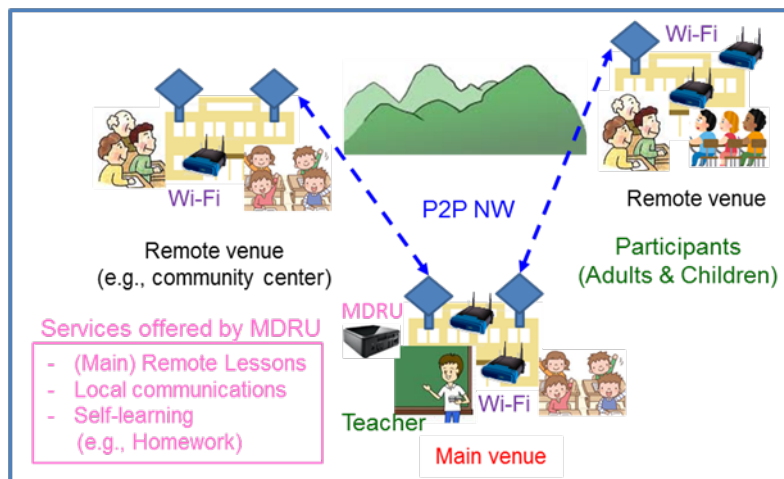 Wi-Fi
Wi-Fi
P2P NW
Remote venue
Remote venue
(e.g., community center)
Participants
(Adults & Children)
Services offered by MDRU
- (Main) Remote Lessons
- Local communications
- Self-learning
(e.g., Homework)
MDRU
Teacher
Wi-Fi
Main venue